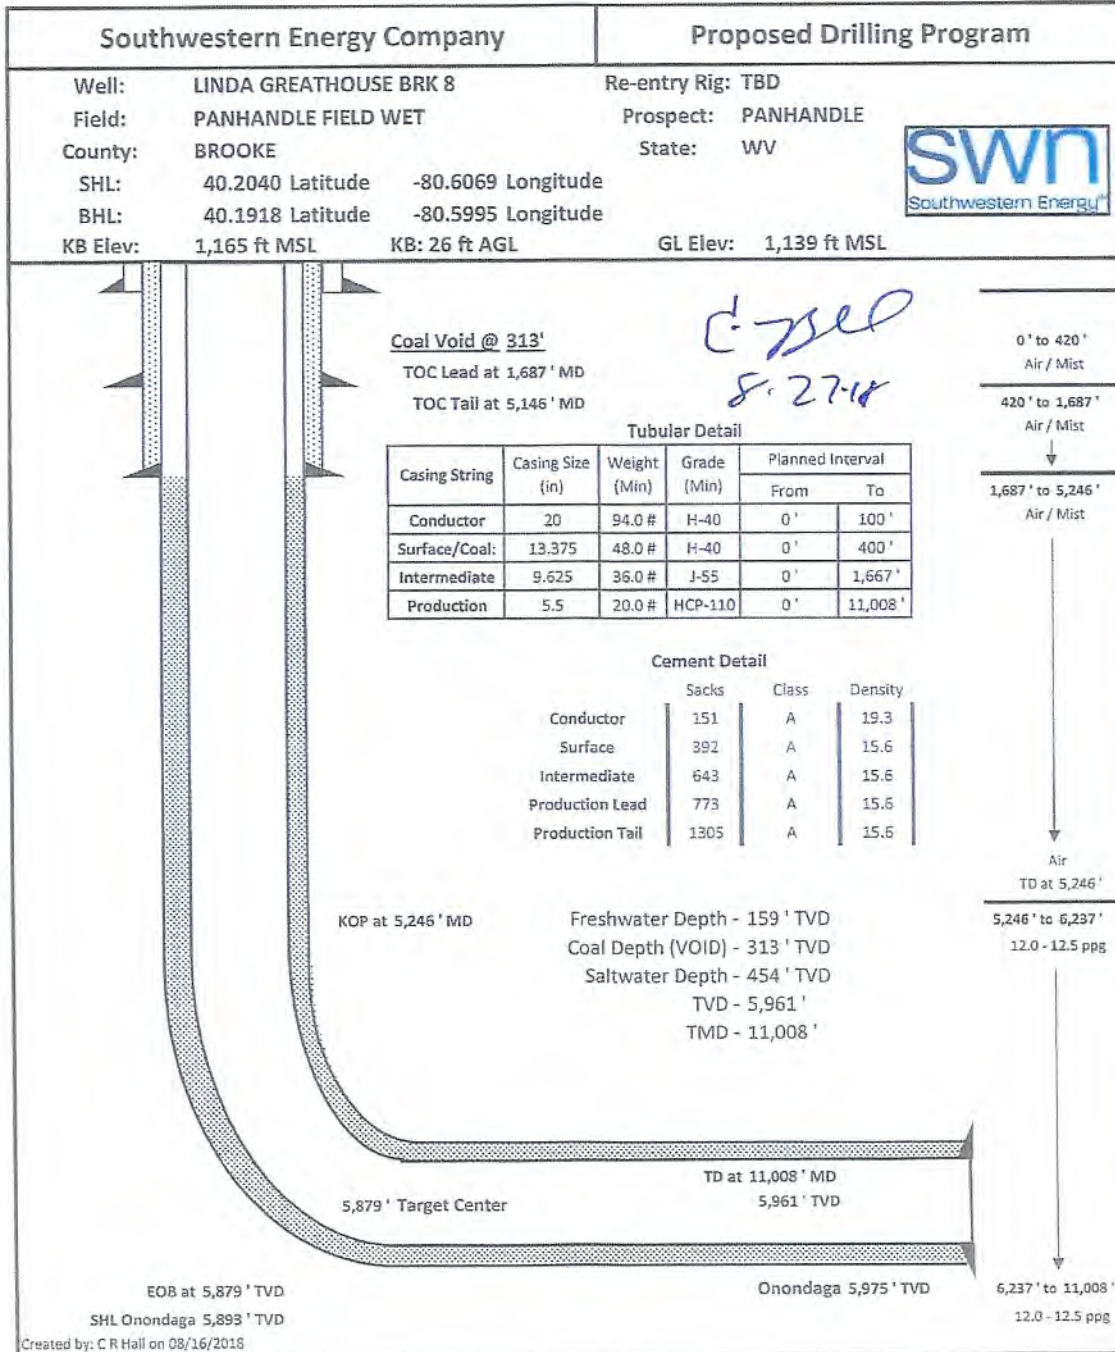 Southwestern Energy Company
Proposed Drilling Program
Well: LINDA GREATHOUSE BRK 8
Re-entry Rig: TBD
Field: PANHANDLE FIELD WET
Prospect: PANHANDLE
County: BROOKE
State: WV
SHL: 40.2040 Latitude -80.6069 Longitude
BHL: 40.1918 Latitude -80.5995 Longitude
KB Elev: 1,165 ft MSL KB: 26 ft AGL GL Elev: 1,139 ft MSL
SWN
Southwestern Energy
8-27-18
Coal Void @ 313'
TOC Lead at 1,687 ' MD
TOC Tail at 5,146 ' MD
0 ' to 420 '
Air / Mist
420 ' to 1,687 '
Air / Mist
1,687 ' to 5,246 '
Air / Mist
Tubular Detail
Casing String Casing Size (in) Weight (Min) Grade (Min) Planned Interval
From To
Conductor 20 94.0 # H-40 0 ' 100 '
Surface/Coal: 13.375 48.0 # H-40 0 ' 400 '
Intermediate 9.625 36.0 # J-55 0 ' 1,667 '
Production 5.5 20.0 # HCP-110 0 ' 11,008 '
Cement Detail
Sacks Class Density
Conductor 151 A 19.3
Surface 392 A 15.6
Intermediate 643 A 15.6
Production Lead 773 A 15.6
Production Tail 1305 A 15.6
Air
TD at 5,246 '
5,246 ' to 6,237 '
12.0 - 12.5 ppg
KOP at 5,246 ' MD
Freshwater Depth - 159 ' TVD
Coal Depth (VOID) - 313 ' TVD
Saltwater Depth - 454 ' TVD
TVD - 5,961 '
TMD - 11,008 '
TD at 11,008 ' MD
5,961 ' TVD
5,879 ' Target Center
EOB at 5,879 ' TVD
Onondaga 5,975 ' TVD
6,237 ' to 11,008 '
12.0 - 12.5 ppg
SHL Onondaga 5,893 ' TVD
Created by: C R Hall on 08/16/2018